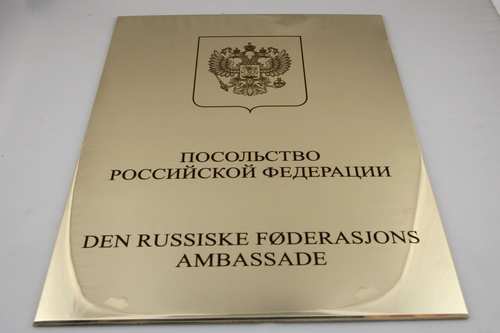 ПОСОЛЬСТВО
РОССИЙСКОЙ ФЕДЕРАЦИИ
DEN RUSSISKE FØDERASJONS
AMBASSADE